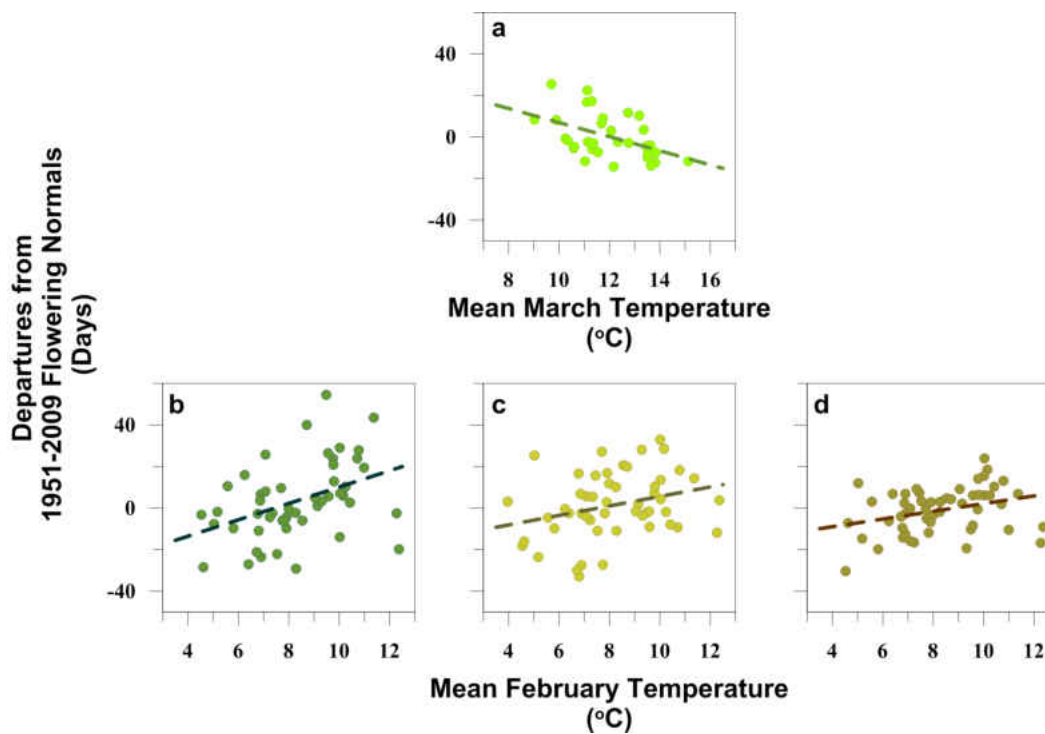 a
40
0
-40
8 10 12 14 16
Mean March Temperature
(°C)
Departures from
1951-2009 Flowering Normals
(Days)
b
c
d
40
0
-40
4 6 8 10 12
4 6 8 10 12
4 6 8 10 12
Mean February Temperature
(°C)